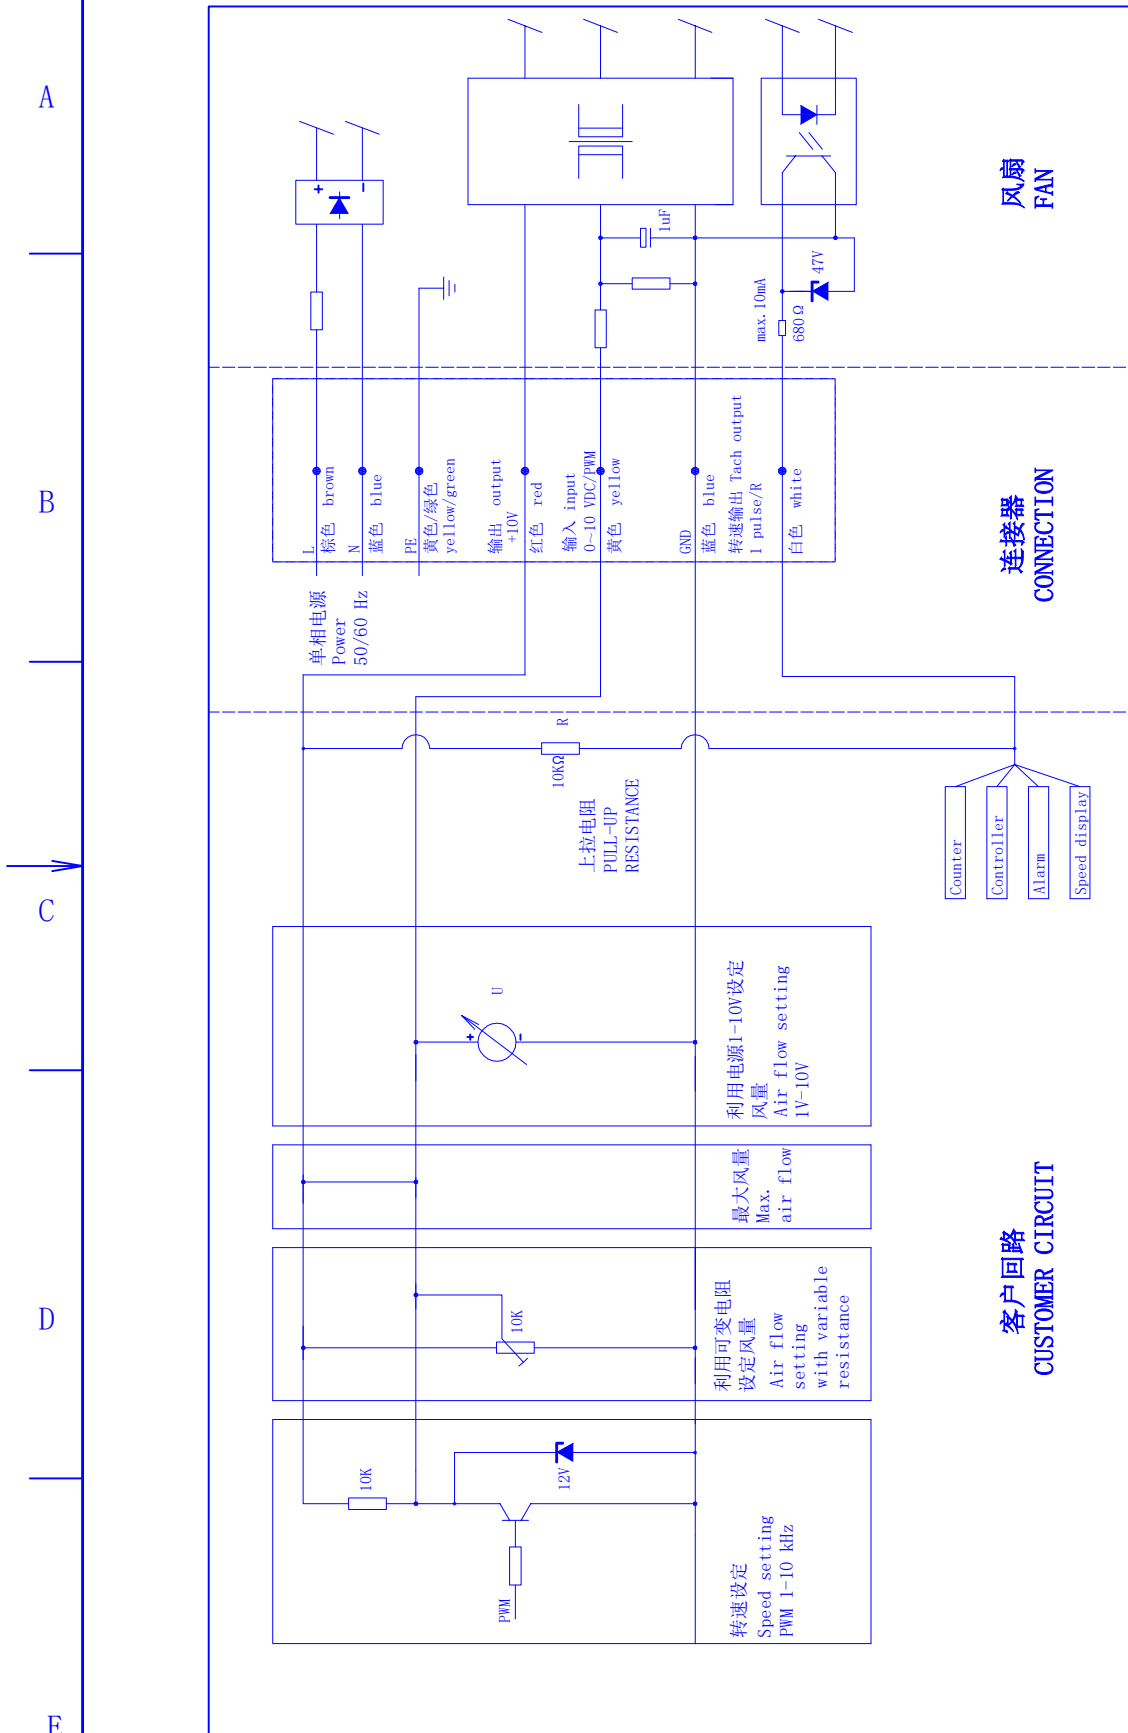 A
B
C
D
E
风扇
FAN
连接器
CONNECTION
客户回路
CUSTOMER CIRCUIT
+
−
1uF
47V
max.10mA
680Ω
L
棕色 brown
N
蓝色 blue
PE
黄色/绿色
yellow/green
输出 output
+10V
红色 red
输入 input
0~10 VDC/PWM
黄色 yellow
GND
蓝色 blue
转速输出 Tach output
1 pulse/R
白色 white
单相电源
Power
50/60 Hz
R
10KΩ
上拉电阻
PULL-UP
RESISTANCE
Counter
Controller
Alarm
Speed display
U
+
−
利用电源1-10V设定
风量
Air flow setting
1V-10V
最大风量
Max.
air flow
10K
利用可变电阻
设定风量
Air flow
setting
with variable
resistance
10K
12V
PWM
转速设定
Speed setting
PWM 1-10 kHz